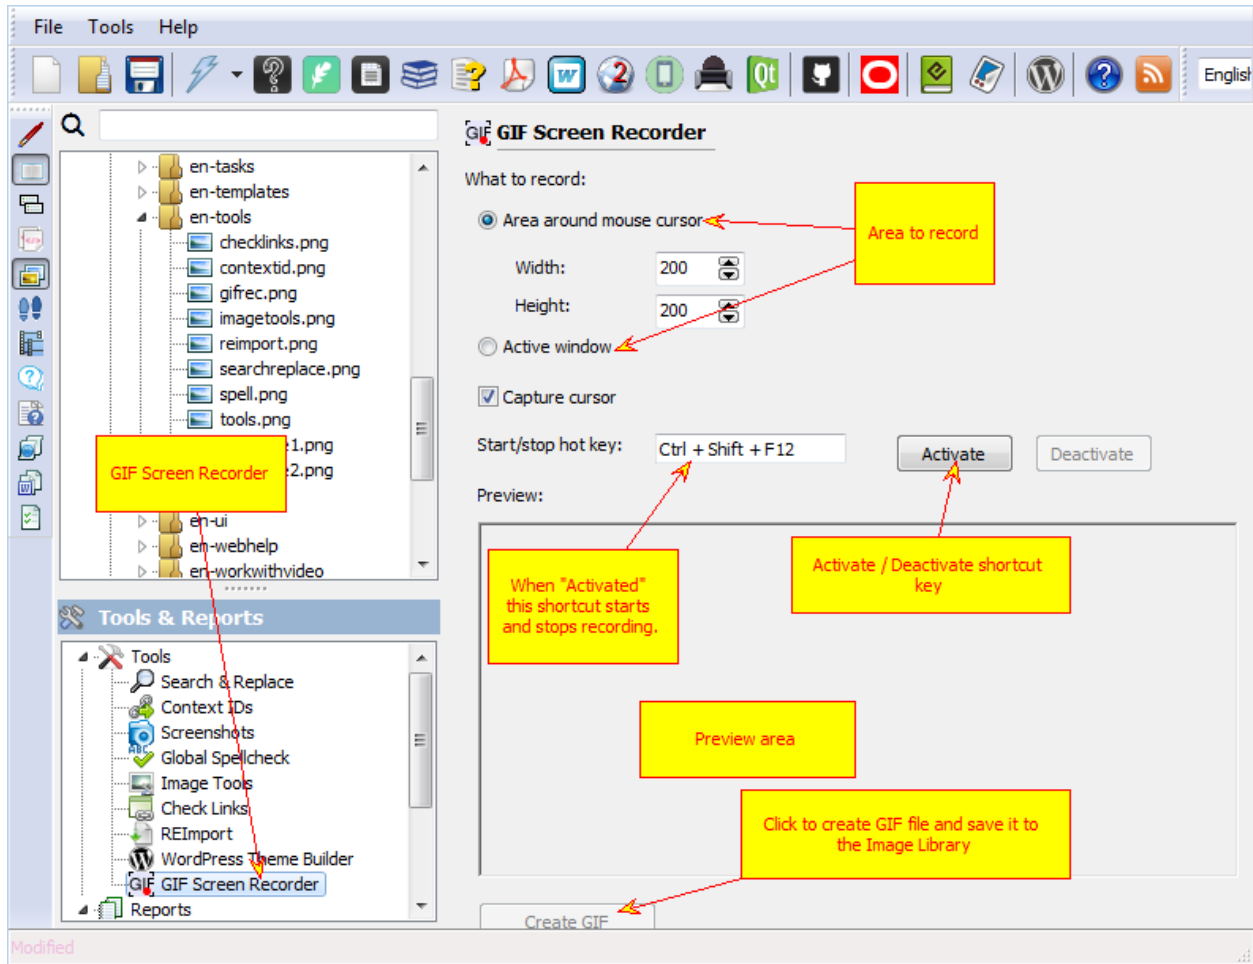 File Tools Help
English
GIF Screen Recorder
What to record:
Area around mouse cursor
Width: 200
Height: 200
Active window
Capture cursor
Start/stop hot key: Ctrl + Shift + F12 Activate Deactivate
Preview:
Create GIF
Area to record
When "Activated"
this shortcut starts
and stops recording.
Activate / Deactivate shortcut
key
Preview area
Click to create GIF file and save it to
the Image Library
en-tasks
en-templates
en-tools
checklinks.png
contextid.png
gifrec.png
imagetools.png
reimport.png
searchreplace.png
spell.png
tools.png
1.png
2.png
en-ui
en-webhelp
en-workwithvideo
GIF Screen Recorder
Tools & Reports
Tools
Search & Replace
Context IDs
Screenshots
Global Spellcheck
Image Tools
Check Links
REImport
WordPress Theme Builder
GIF Screen Recorder
Reports
Modified